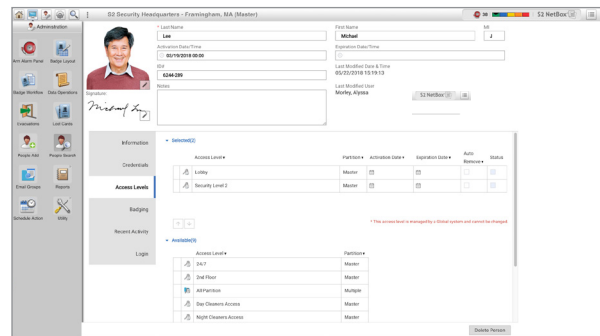 S2 Security Headquarters - Framingham, MA (Master)
38
S2 NetBox
Administration
Arm Alarm Panel
Badge Layout
Badge Workflow
Data Operations
Evacuations
Lost Cards
People Add
People Search
Email Groups
Reports
Schedule Action
Utility
* Last Name
Lee
First Name
Michael
MI
J
Activation Date/Time
03/19/2018 00:00
Expiration Date/Time
ID#
6244-289
Last Modified Date & Time
05/22/2018 15:19:13
Notes
Last Modified User
Morley, Alyssa
S2 NetBox
Signature
Information
Credentials
Access Levels
Badging
Recent Activity
Login
Selected(2)
Access Level
Partition
Activation Date
Expiration Date
Auto
Remove
Status
Lobby
Master
Security Level 2
Master
* This access level is managed by a Global system and cannot be changed.
Available(9)
Access Level
Partition
24/7
Master
2nd Floor
Master
All Partition
Multiple
Day Cleaners Access
Master
Night Cleaners Access
Master
Delete Person